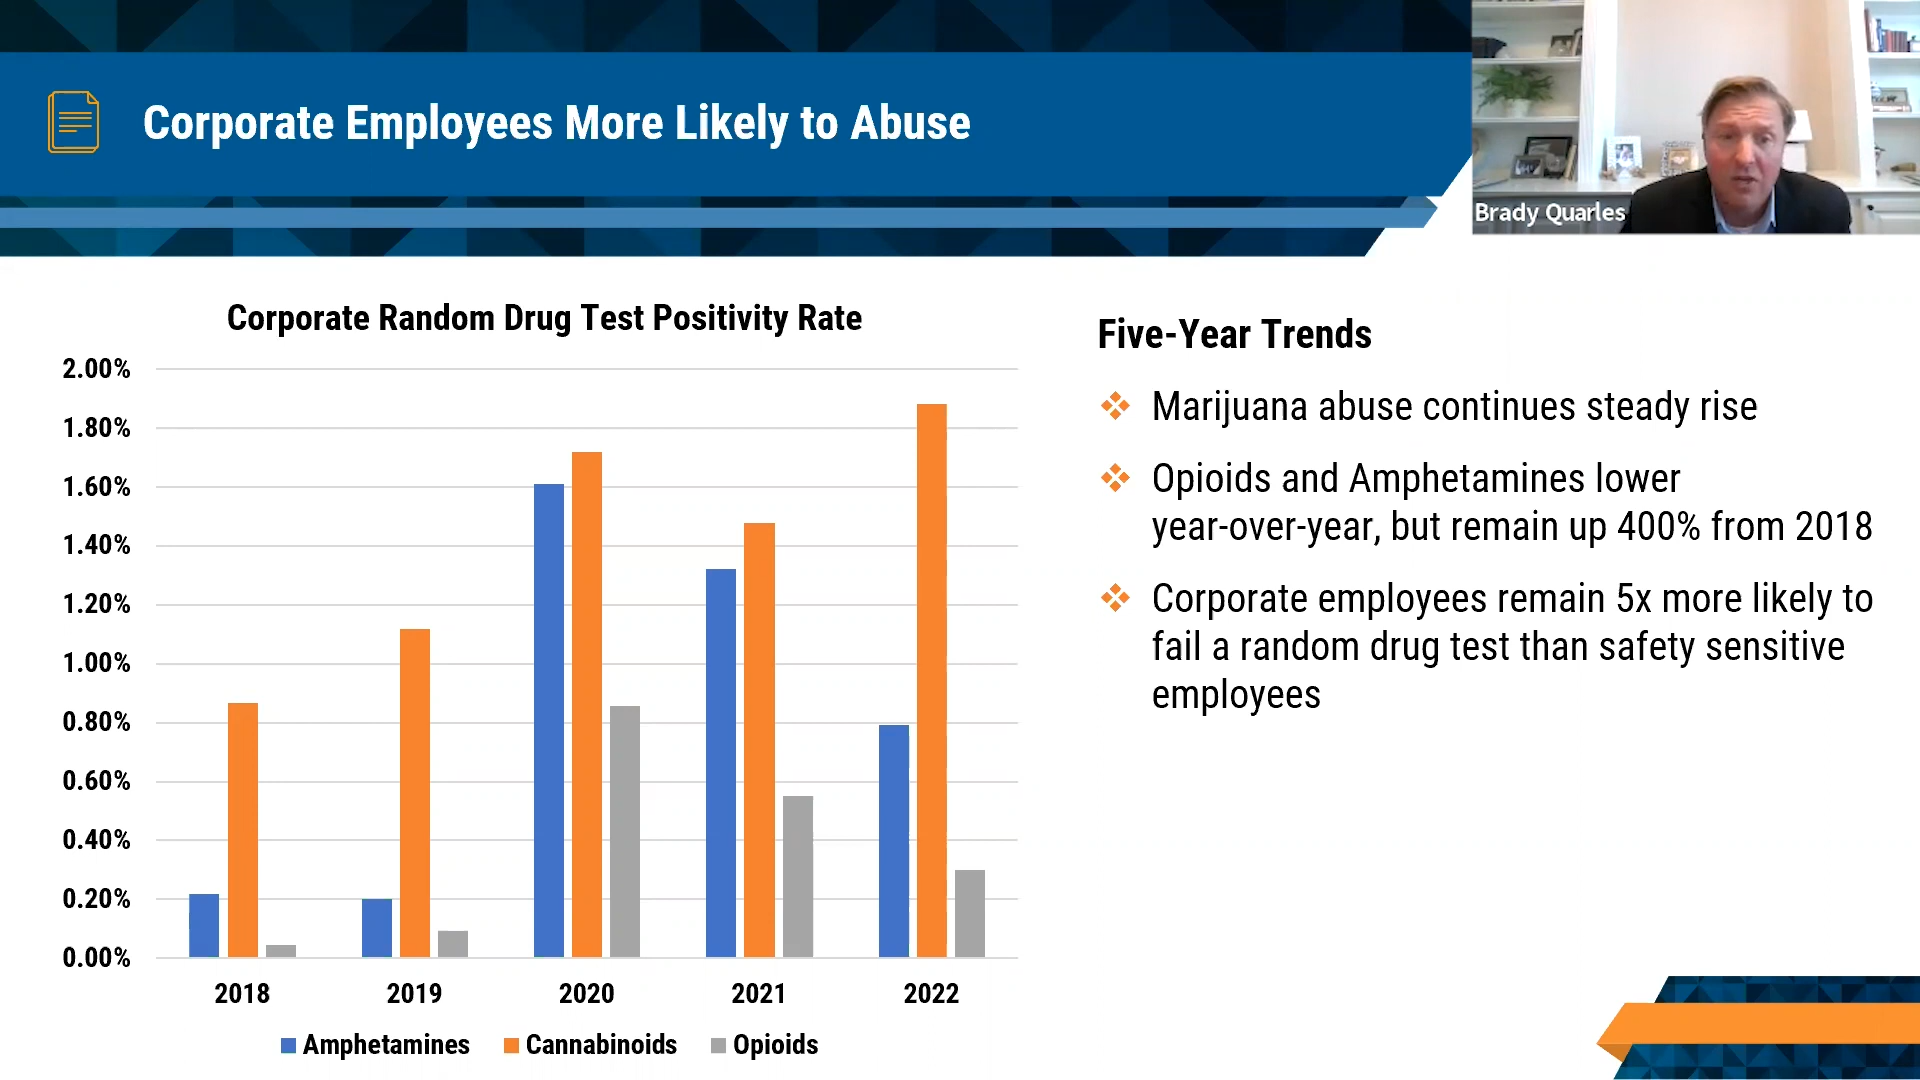 Corporate Employees More Likely to Abuse
Brady Quarles
Corporate Random Drug Test Positivity Rate
2.00%
1.80%
1.60%
1.40%
1.20%
1.00%
0.80%
0.60%
0.40%
0.20%
0.00%
2018 2019 2020 2021 2022
Amphetamines Cannabinoids Opioids
Five-Year Trends
Marijuana abuse continues steady rise
Opioids and Amphetamines lower
year-over-year, but remain up 400% from 2018
Corporate employees remain 5x more likely to
fail a random drug test than safety sensitive
employees